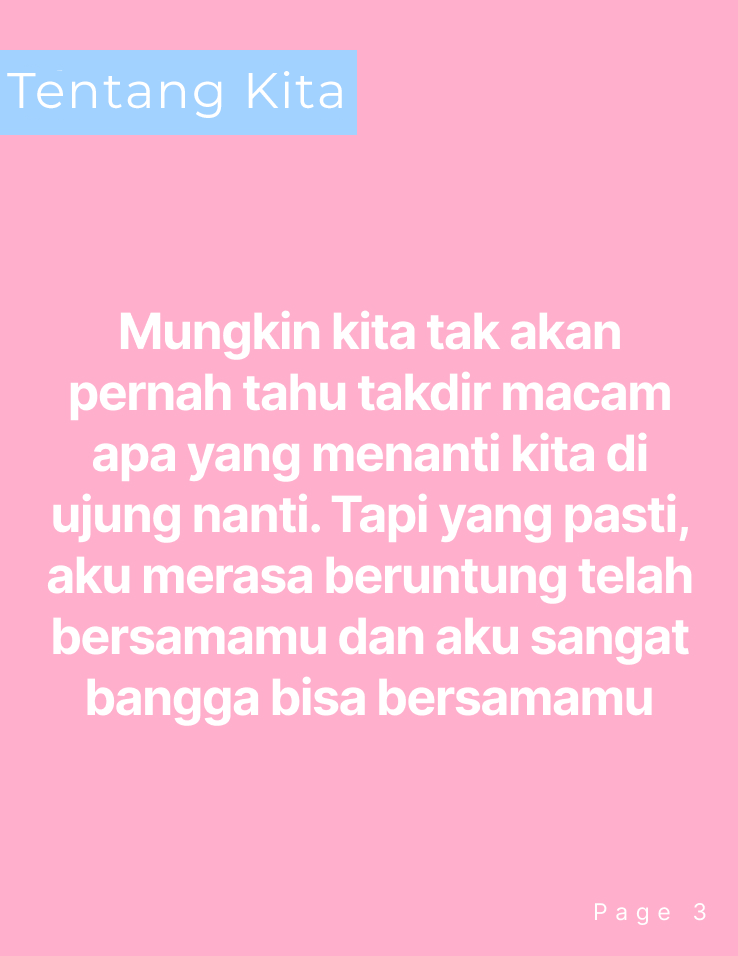 Tentang Kita
Mungkin kita tak akan
pernah tahu takdir macam
apa yang menanti kita di
ujung nanti. Tapi yang pasti,
aku merasa beruntung telah
bersamamu dan aku sangat
bangga bisa bersamamu
Page 3